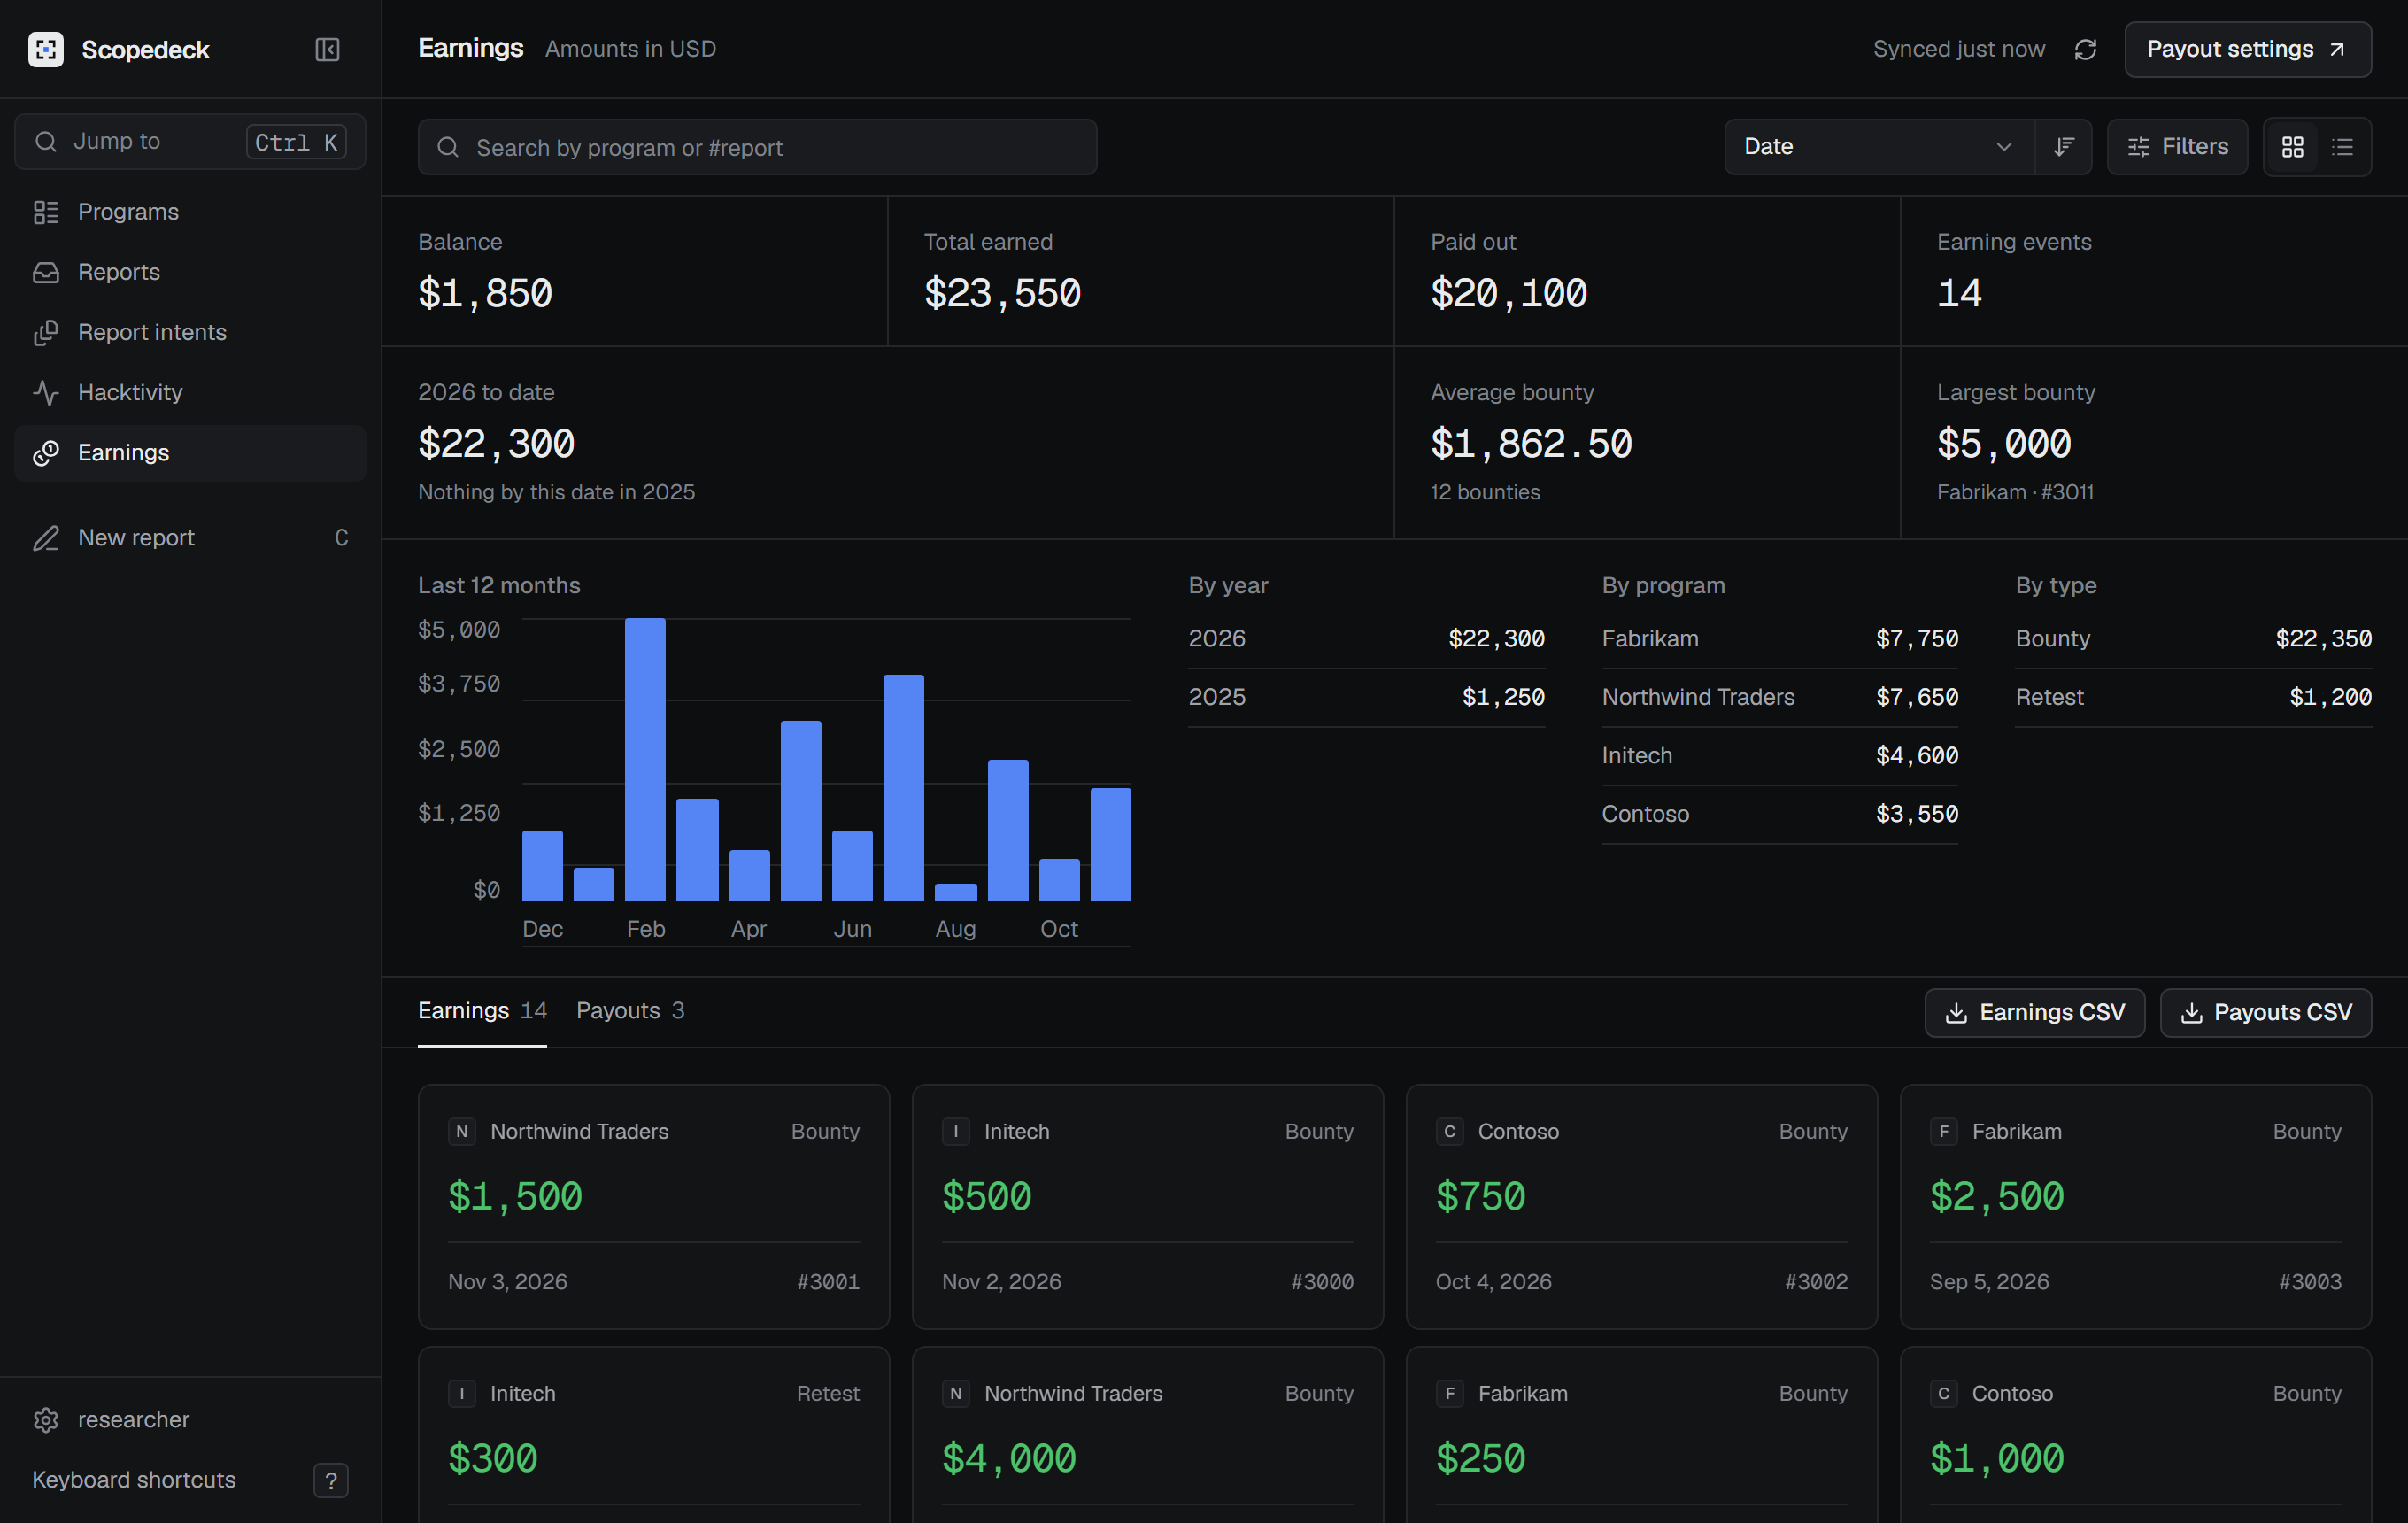 Scopedeck
Jump to Ctrl K
Programs
Reports
Report intents
Hacktivity
Earnings
New report C
researcher
Keyboard shortcuts ?
Earnings Amounts in USD
Synced just now
Payout settings
Search by program or #report
Date
Filters
Balance
$1,850
Total earned
$23,550
Paid out
$20,100
Earning events
14
2026 to date
$22,300
Nothing by this date in 2025
Average bounty
$1,862.50
12 bounties
Largest bounty
$5,000
Fabrikam · #3011
Last 12 months
$5,000
$3,750
$2,500
$1,250
$0
Dec Feb Apr Jun Aug Oct
By year
2026 $22,300
2025 $1,250
By program
Fabrikam $7,750
Northwind Traders $7,650
Initech $4,600
Contoso $3,550
By type
Bounty $22,350
Retest $1,200
Earnings 14 Payouts 3
Earnings CSV
Payouts CSV
N Northwind Traders Bounty
$1,500
Nov 3, 2026 #3001
I Initech Bounty
$500
Nov 2, 2026 #3000
C Contoso Bounty
$750
Oct 4, 2026 #3002
F Fabrikam Bounty
$2,500
Sep 5, 2026 #3003
I Initech Retest
$300
N Northwind Traders Bounty
$4,000
F Fabrikam Bounty
$250
C Contoso Bounty
$1,000